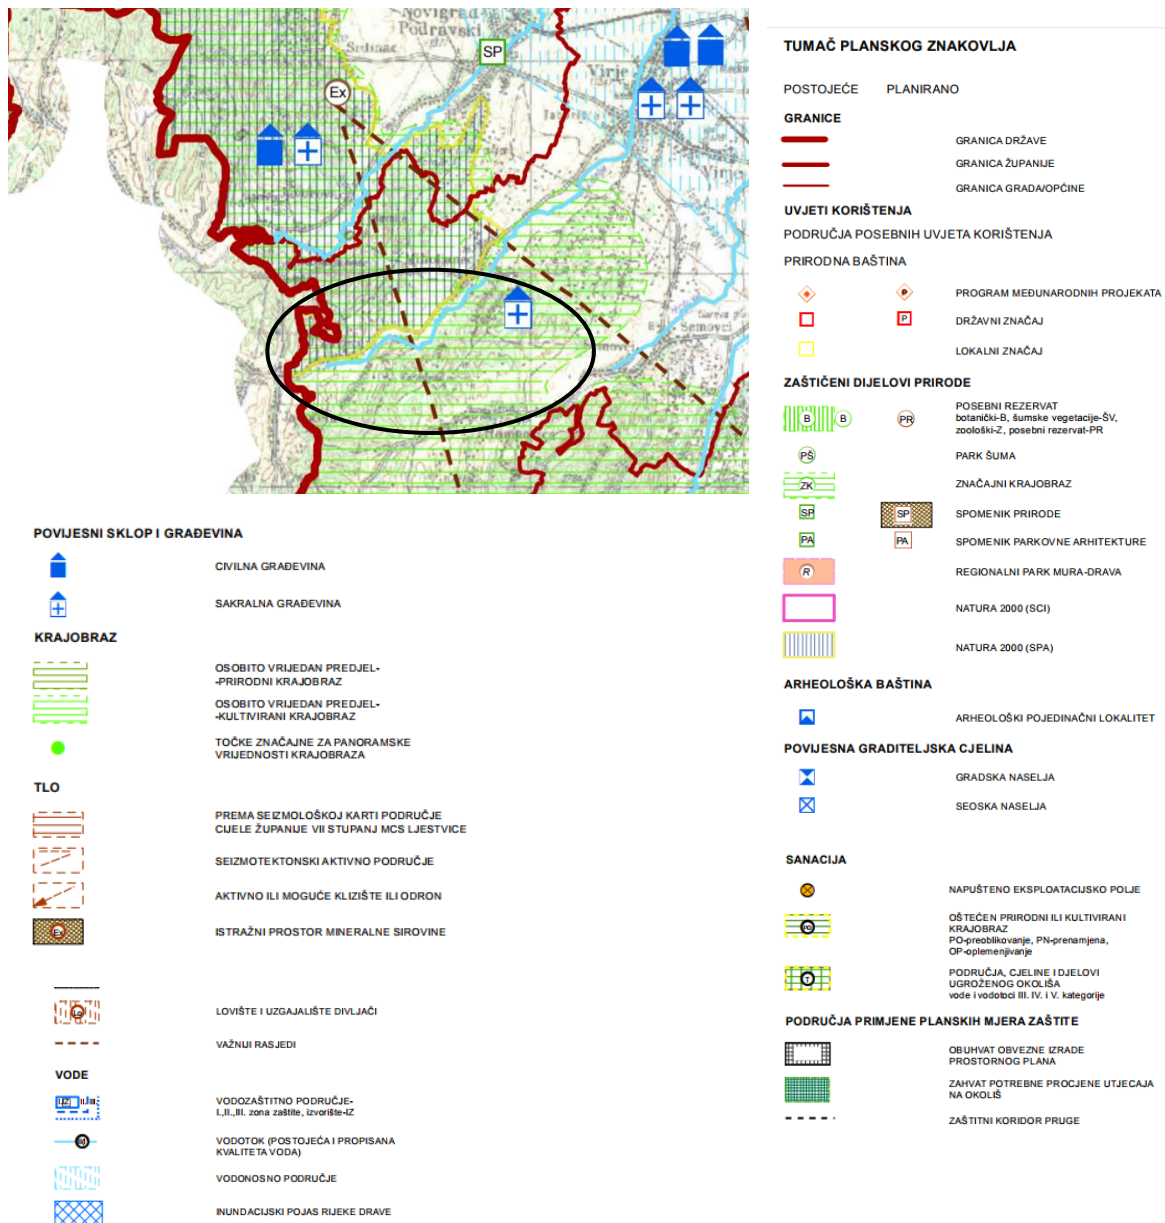 Novigrad
Podravski
Srdinac
SP
Virje
Ex
Virje
Semovci
TUMAČ PLANSKOG ZNAKOVLJA
POSTOJEĆE PLANIRANO
GRANICE
GRANICA DRŽAVE
GRANICA ŽUPANIJE
GRANICA GRADA/OPĆINE
UVJETI KORIŠTENJA
PODRUČJA POSEBNIH UVJETA KORIŠTENJA
PRIRODNA BAŠTINA
P PROGRAM MEĐUNARODNIH PROJEKATA
P DRŽAVNI ZNAČAJ
LOKALNI ZNAČAJ
ZAŠTIČENI DIJELOVI PRIRODE
B B PR POSEBNI REZERVAT
botanički-B, šumske vegetacije-ŠV,
zoološki-Z, posebni rezervat-PR
PŠ PARK ŠUMA
ZK ZNAČAJNI KRAJOBRAZ
SP SP SPOMENIK PRIRODE
PA PA SPOMENIK PARKOVNE ARHITEKTURE
R REGIONALNI PARK MURA-DRAVA
NATURA 2000 (SCI)
NATURA 2000 (SPA)
ARHEOLOŠKA BAŠTINA
ARHEOLOŠKI POJEDINAČNI LOKALITET
POVIJESNA GRADITELJSKA CJELINA
GRADSKA NASELJA
SEOSKA NASELJA
SANACIJA
NAPUŠTENO EKSPLOATACIJSKO POLJE
PO OŠTEĆEN PRIRODNI ILI KULTIVIRANI
KRAJOBRAZ
PO-preoblikovanje, PN-prenamjena,
OP-oplemenjivanje
T PODRUČJA, CJELINE I DJELOVI
UGROŽENOG OKOLIŠA
vode i vodotoci III. IV. i V. kategorije
PODRUČJA PRIMJENE PLANSKIH MJERA ZAŠTITE
OBUHVAT OBVEZNE IZRADE
PROSTORNOG PLANA
ZAHVAT POTREBNE PROCJENE UTJECAJA
NA OKOLIŠ
ZAŠTITNI KORIDOR PRUGE
POVIJESNI SKLOP I GRAĐEVINA
CIVILNA GRAĐEVINA
SAKRALNA GRAĐEVINA
KRAJOBRAZ
OSOBITO VRIJEDAN PREDJEL-
-PRIRODNI KRAJOBRAZ
OSOBITO VRIJEDAN PREDJEL-
-KULTIVIRANI KRAJOBRAZ
TOČKE ZNAČAJNE ZA PANORAMSKE
VRIJEDNOSTI KRAJOBRAZA
TLO
PREMA SEIZMOLOŠKOJ KARTI PODRUČJE
CIJELE ŽUPANIJE VII STUPANJ MCS LJESTVICE
SEIZMOTEKTONSKI AKTIVNO PODRUČJE
AKTIVNO ILI MOGUĆE KLIZIŠTE ILI ODRON
Ex ISTRAŽNI PROSTOR MINERALNE SIROVINE
Lo LOVIŠTE I UZGAJALIŠTE DIVLJAČI
VAŽNIJI RASJEDI
VODE
VODOZAŠTITNO PODRUČJE-
I.,II.,III. zona zaštite, izvorište-IZ
VODOTOK (POSTOJEĆA I PROPISANA
KVALITETA VODA)
VODONOSNO PODRUČJE
INUNDACIJSKI POJAS RIJEKE DRAVE